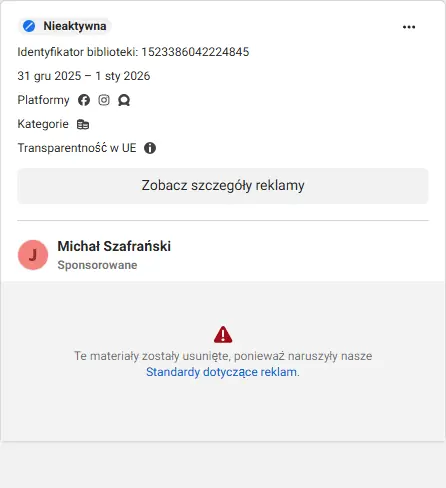 Nieaktywna
Identyfikator biblioteki: 1523386042224845
31 gru 2025 – 1 sty 2026
Platformy
Kategorie
Transparentność w UE
Zobacz szczegóły reklamy
J
Michał Szafrański
Sponsorowane
Te materiały zostały usunięte, ponieważ naruszyły nasze
Standardy dotyczące reklam.